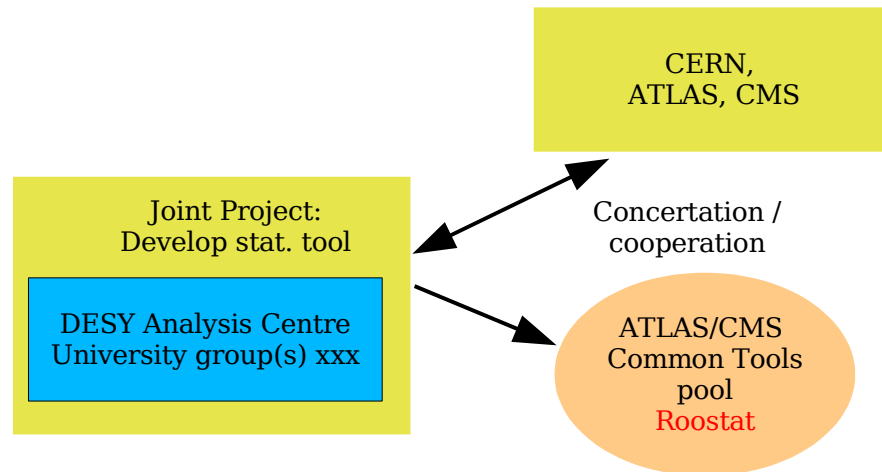 CERN,
ATLAS, CMS
Joint Project:
Develop stat. tool
Concertation /
cooperation
DESY Analysis Centre
University group(s) xxx
ATLAS/CMS
Common Tools
pool
Roostat